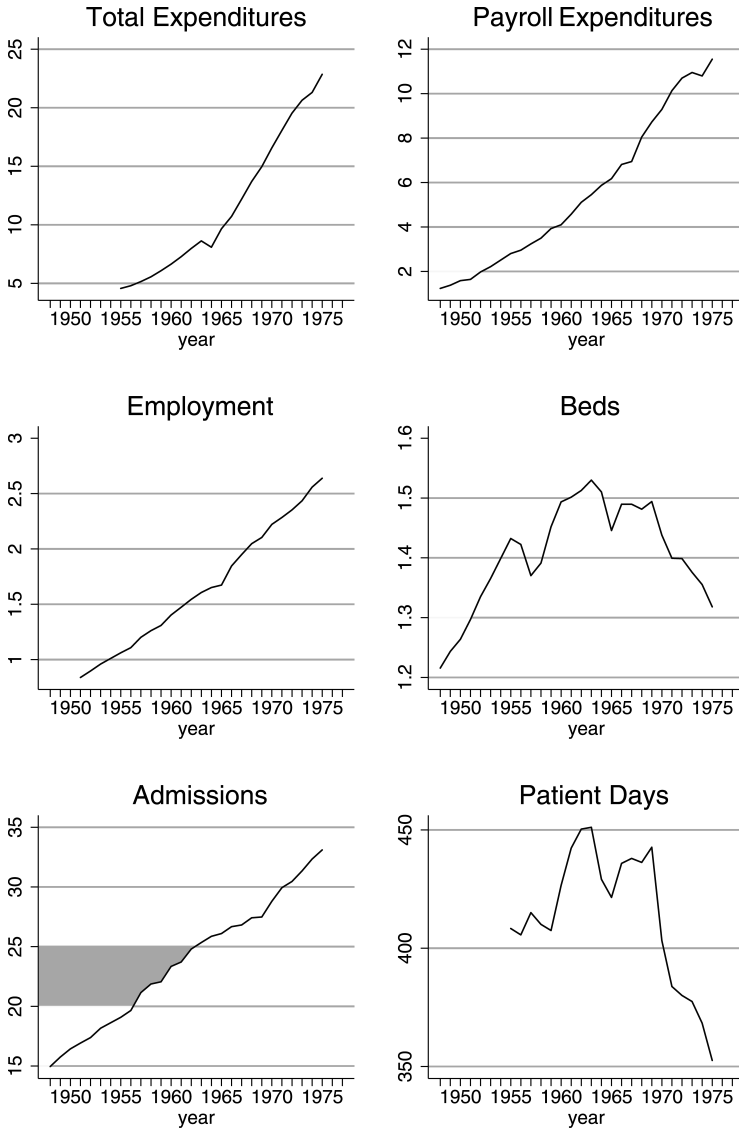 Total Expenditures
25
20
15
10
5
1950 1955 1960 1965 1970 1975
year
Payroll Expenditures
12
10
8
6
4
2
1950 1955 1960 1965 1970 1975
year
Employment
3
2.5
2
1.5
1
1950 1955 1960 1965 1970 1975
year
Beds
1.6
1.5
1.4
1.3
1.2
1950 1955 1960 1965 1970 1975
year
Admissions
35
30
25
20
15
1950 1955 1960 1965 1970 1975
year
Patient Days
450
400
350
1950 1955 1960 1965 1970 1975
year